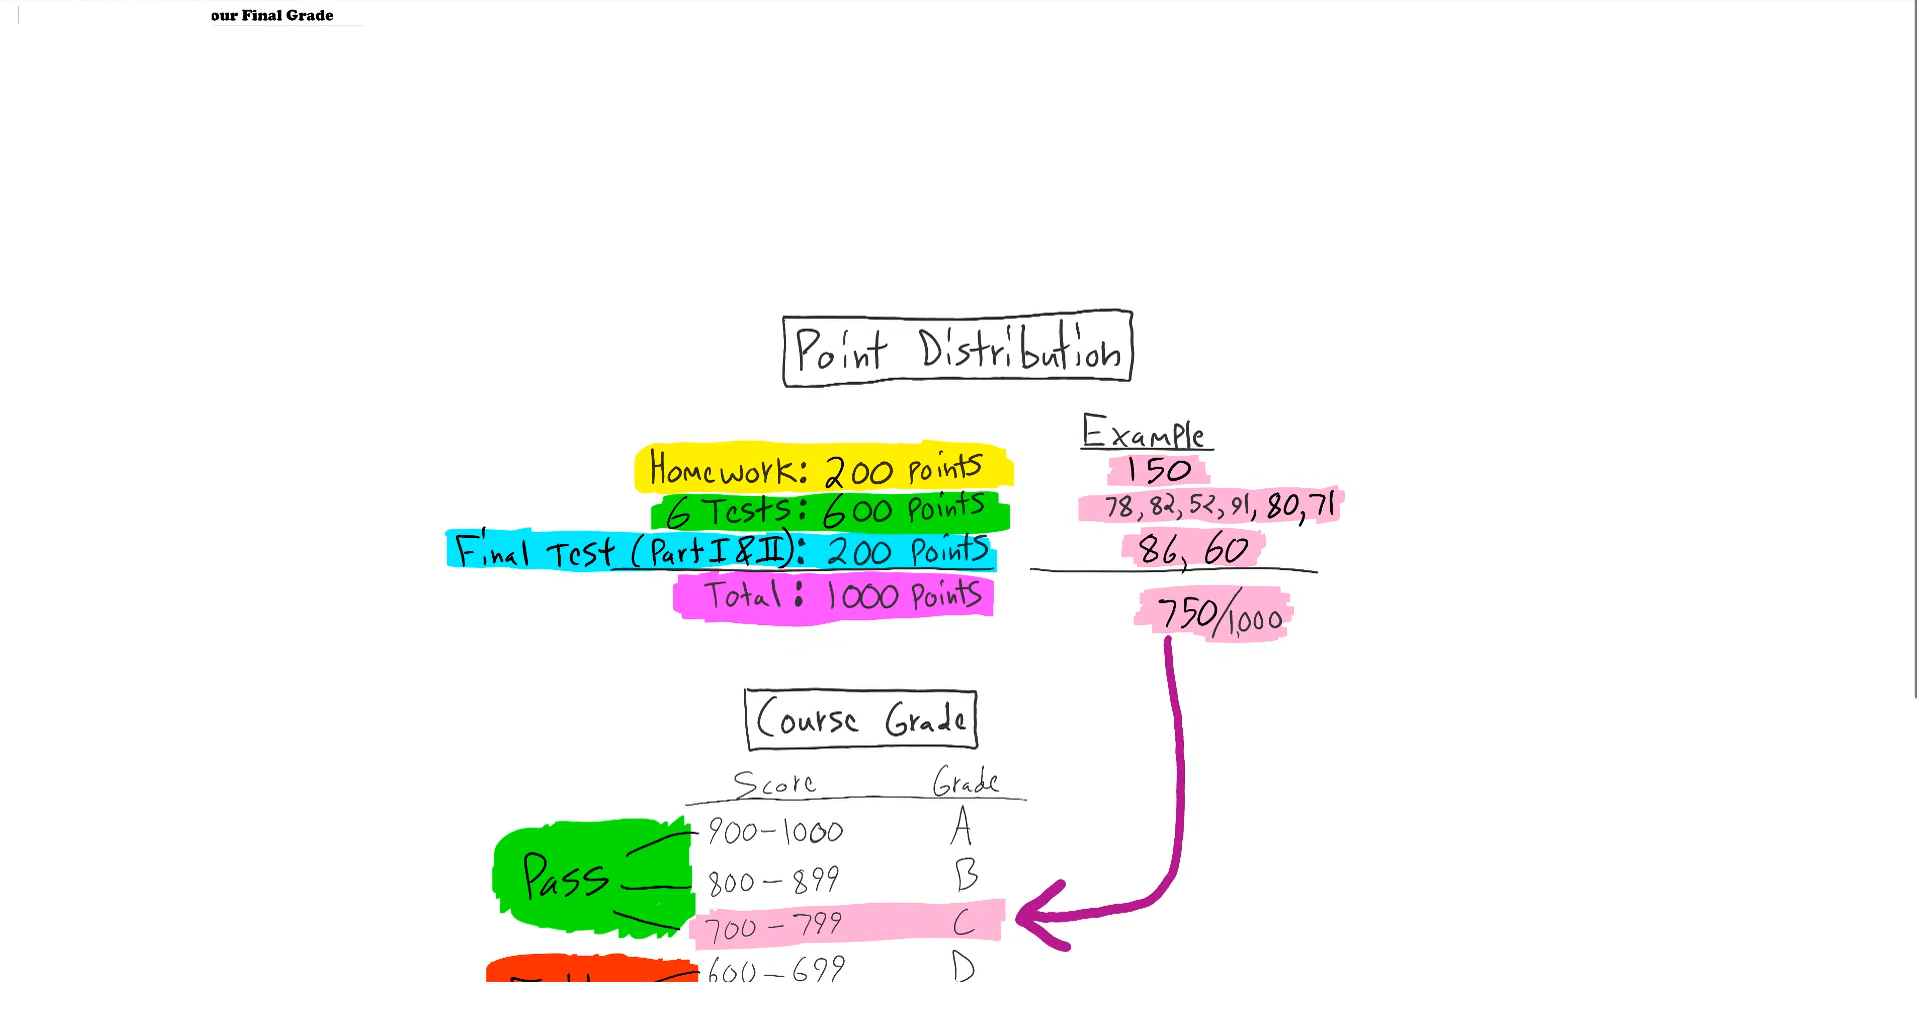 our Final Grade
Point Distribution
Example
Homework: 200 Points 150
6 Tests: 600 Points 78, 82, 52, 91, 80, 71
Final Test (Part I & II): 200 Points 86, 60
Total: 1000 Points 750/1,000
Course Grade
Score Grade
900-1000 A
Pass 800-899 B
700-799 C
600-699 D